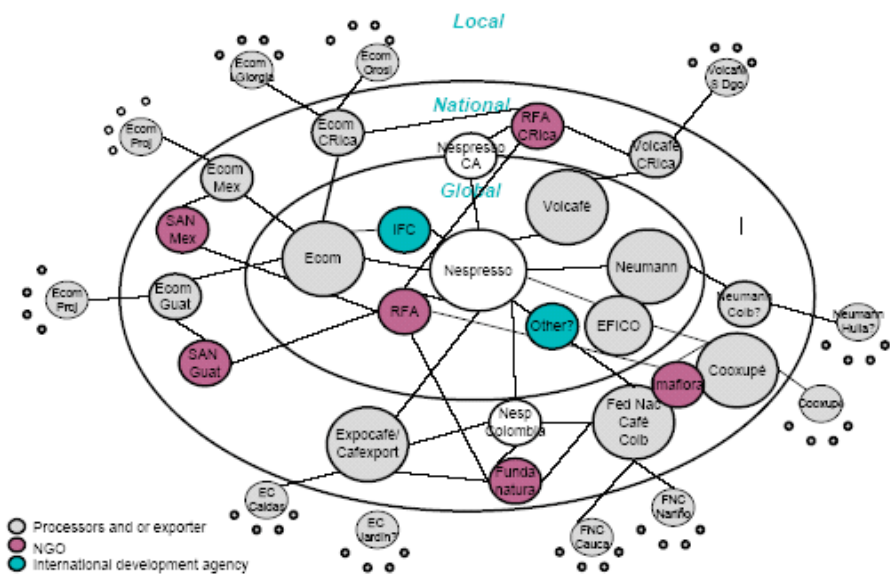 Local
Ecom
LGiorgia
Ecom
Orosi
Volcafé
S Dgo
National
Ecom
Proj
Ecom
CRica
RFA
CRica
Nespresso
CA
Volcafé
CRica
Ecom
Mex
Global
SAN
Mex
Volcafé
IFC
Ecom
Nespresso
Neumann
Ecom
Proj
Ecom
Guat
Neumann
Colb?
RFA
Other?
EFICO
Neumann
Huila?
SAN
Guat
Imaflora
Cooxupé
Cooxupé
Expocafé/
Cafexport
Nesp
Colombia
Fed Nac
Café
Colb
Funda
natura
EC
Caldas
FNC
Nariño
EC
Jardin?
FNC
Cauca
Processors and or exporter
NGO
International development agency